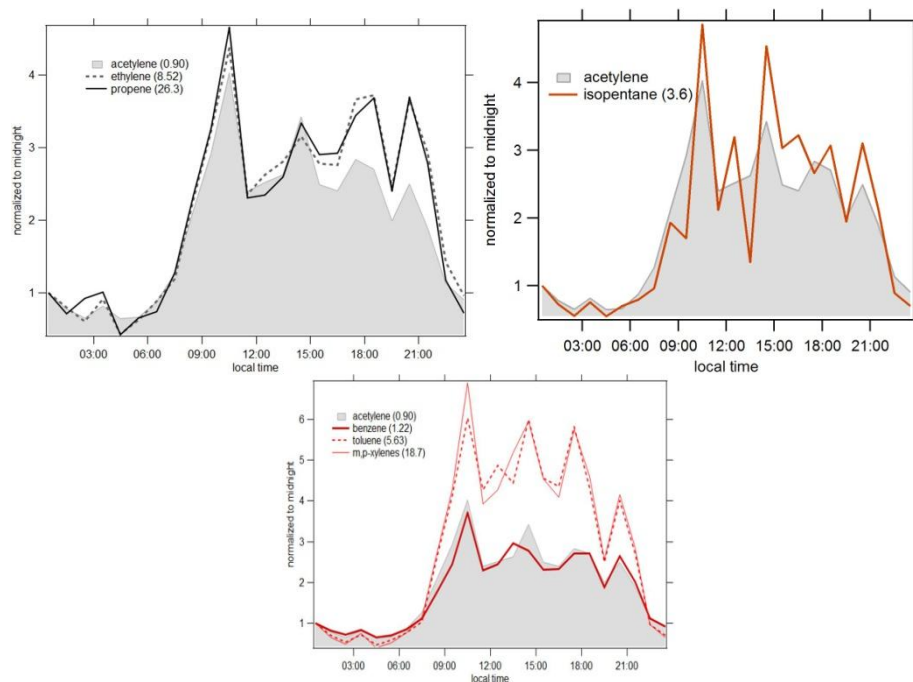 acetylene (0.90)
ethylene (8.52)
propene (26.3)
normalized to midnight
4
3
2
1
03:00 06:00 09:00 12:00 15:00 18:00 21:00
local time
acetylene
isopentane (3.6)
normalized to midnight
4
3
2
1
03:00 06:00 09:00 12:00 15:00 18:00 21:00
local time
acetylene (0.90)
benzene (1.22)
toluene (5.63)
m,p-xylenes (18.7)
normalized to midnight
6
5
4
3
2
1
03:00 06:00 09:00 12:00 15:00 18:00 21:00
local time